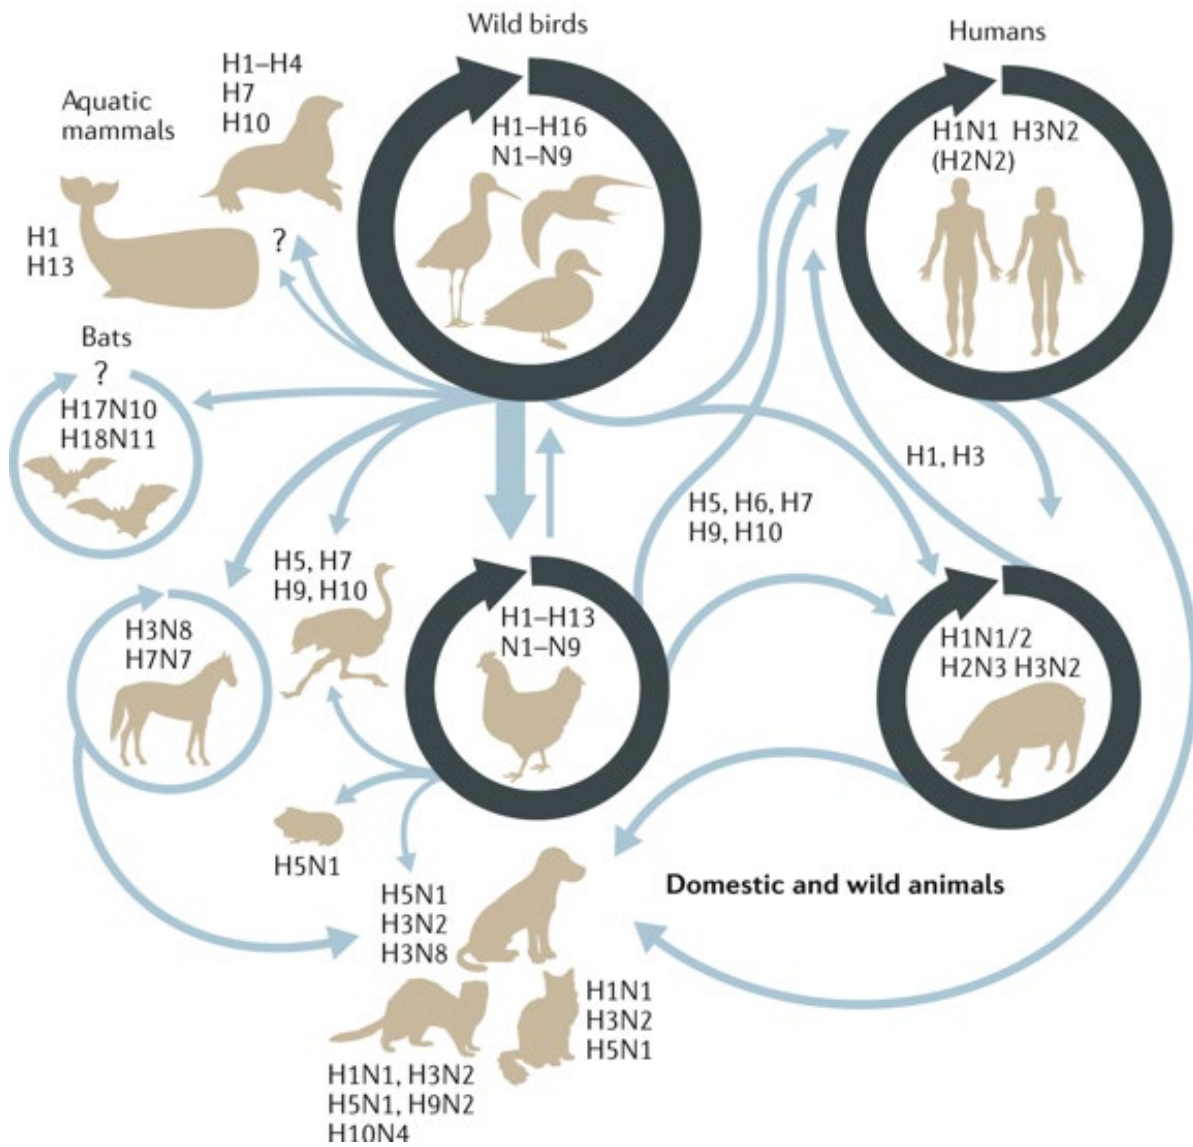 Wild birds
Humans
H1–H4
H7
H10
Aquatic
mammals
H1–H16
N1–N9
H1N1 H3N2
(H2N2)
H1
H13
?
Bats
?
H17N10
H18N11
H1, H3
H5, H6, H7
H9, H10
H5, H7
H9, H10
H3N8
H7N7
H1–H13
N1–N9
H1N1/2
H2N3 H3N2
H5N1
Domestic and wild animals
H5N1
H3N2
H3N8
H1N1
H3N2
H5N1
H1N1, H3N2
H5N1, H9N2
H10N4